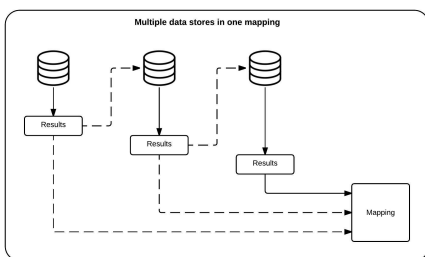 Multiple data stores in one mapping
Results
Results
Results
Mapping